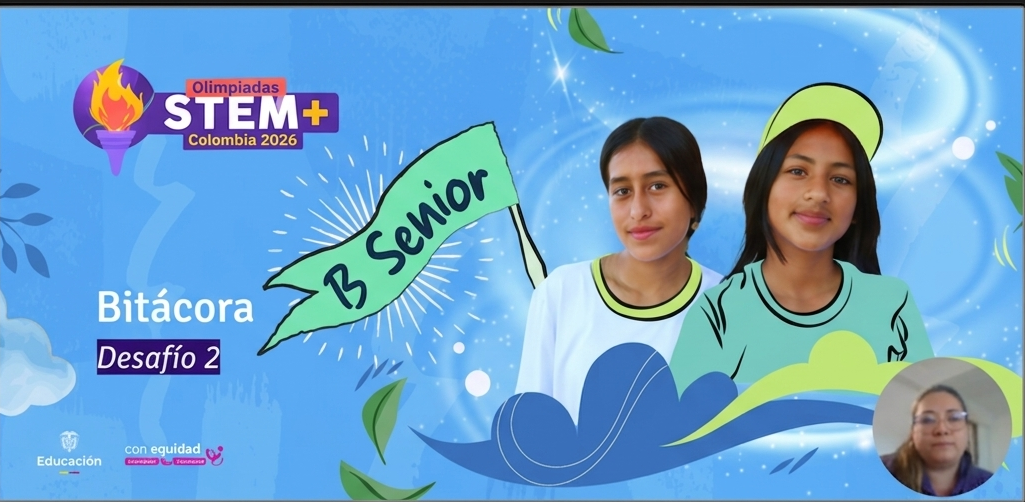 Olimpiadas
STEM+
Colombia 2026
B Senior
Bitácora
Desafío 2
Educación
con equidad